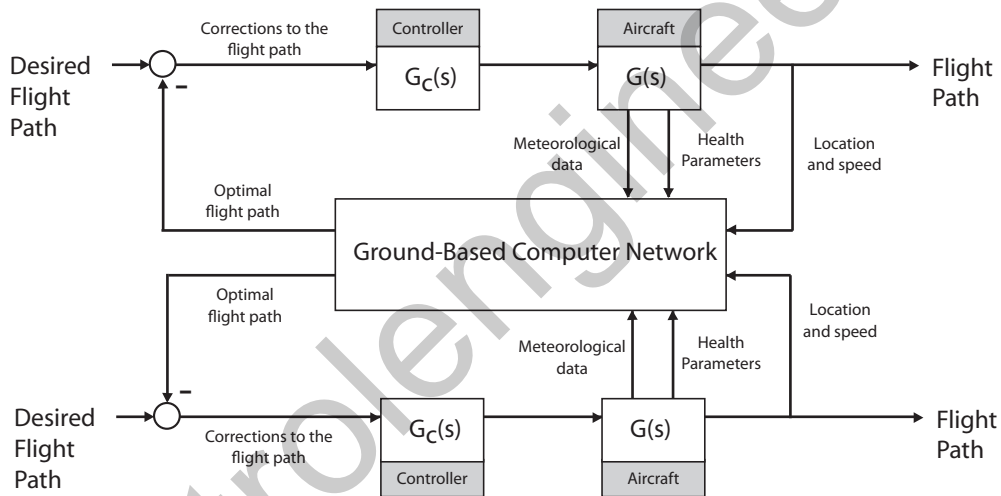 Corrections to the
flight path
Controller
Aircraft
Desired
Flight
Path
G_c(s)
G(s)
Flight
Path
-
Meteorological
data
Health
Parameters
Location
and speed
Optimal
flight path
Ground-Based Computer Network
Optimal
flight path
Location
and speed
Meteorological
data
Health
Parameters
-
Desired
Flight
Path
Corrections to the
flight path
G_c(s)
Controller
G(s)
Aircraft
Flight
Path
trolenginee